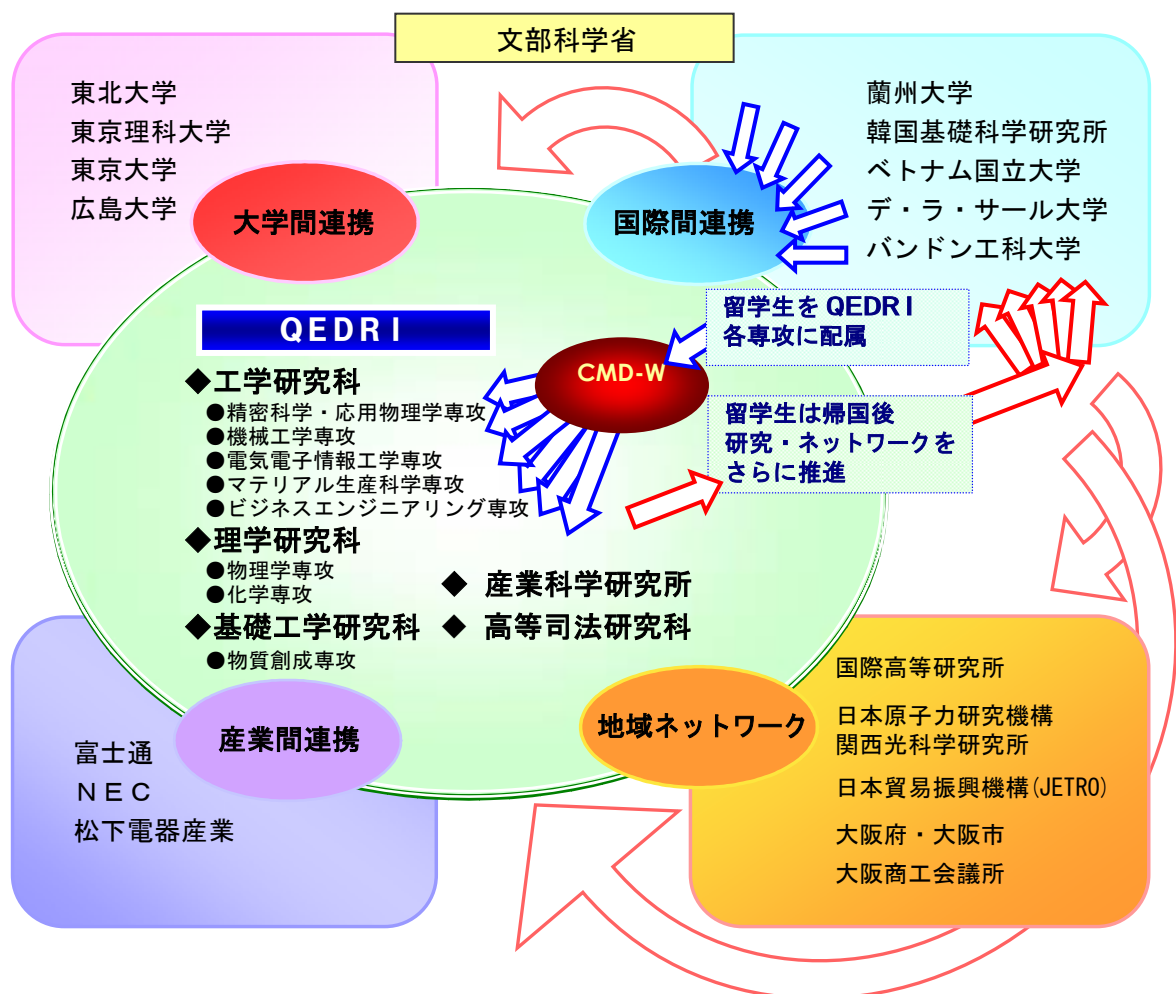 文部科学省
東北大学
東京理科大学
東京大学
広島大学
大学間連携
国際間連携
蘭州大学
韓国基礎科学研究所
ベトナム国立大学
デ・ラ・サール大学
バンドン工科大学
QEDRI
◆工学研究科
●精密科学・応用物理学専攻
●機械工学専攻
●電気電子情報工学専攻
●マテリアル生産科学専攻
●ビジネスエンジニアリング専攻
◆理学研究科
●物理学専攻
●化学専攻
◆基礎工学研究科
●物質創成専攻
◆ 産業科学研究所
◆ 高等司法研究科
CMD-W
留学生を QEDRI
各専攻に配属
留学生は帰国後
研究・ネットワークを
さらに推進
産業間連携
富士通
ＮＥＣ
松下電器産業
地域ネットワーク
国際高等研究所
日本原子力研究機構
関西光科学研究所
日本貿易振興機構(JETRO)
大阪府・大阪市
大阪商工会議所